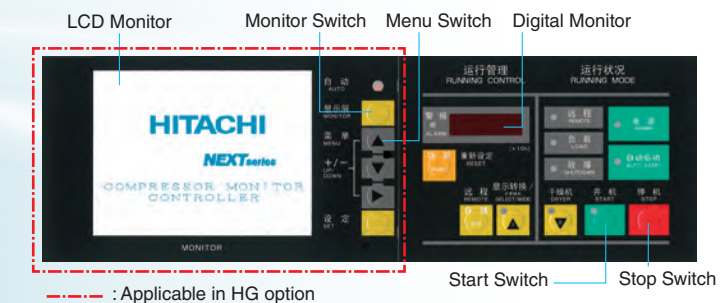 LCD Monitor
Monitor Switch
Menu Switch
Digital Monitor
自 动
AUTO
显示屏
MONITOR
菜 单
MENU
+/−
UP/
DOWN
设 定
SET
HITACHI
NEXTseries
COMPRESSOR MONITOR
CONTROLLER
MONITOR
运行管理
RUNNING CONTROL
警 报
ALARM
重新设定
RESET
远 程
REMOTE
显示转换/
SELECT/MODE
运行状况
RUNNING MODE
远 程
REMOTE
负 载
LOAD
故 障
SHUTDOWN
自动启动
干燥机
DRYER
开 机
START
停 机
STOP
Start Switch
Stop Switch
: Applicable in HG option